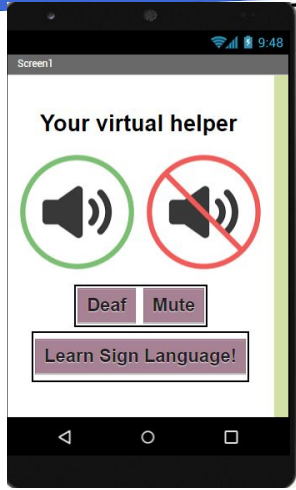 9:48
Screen1
Your virtual helper
Deaf Mute
Learn Sign Language!